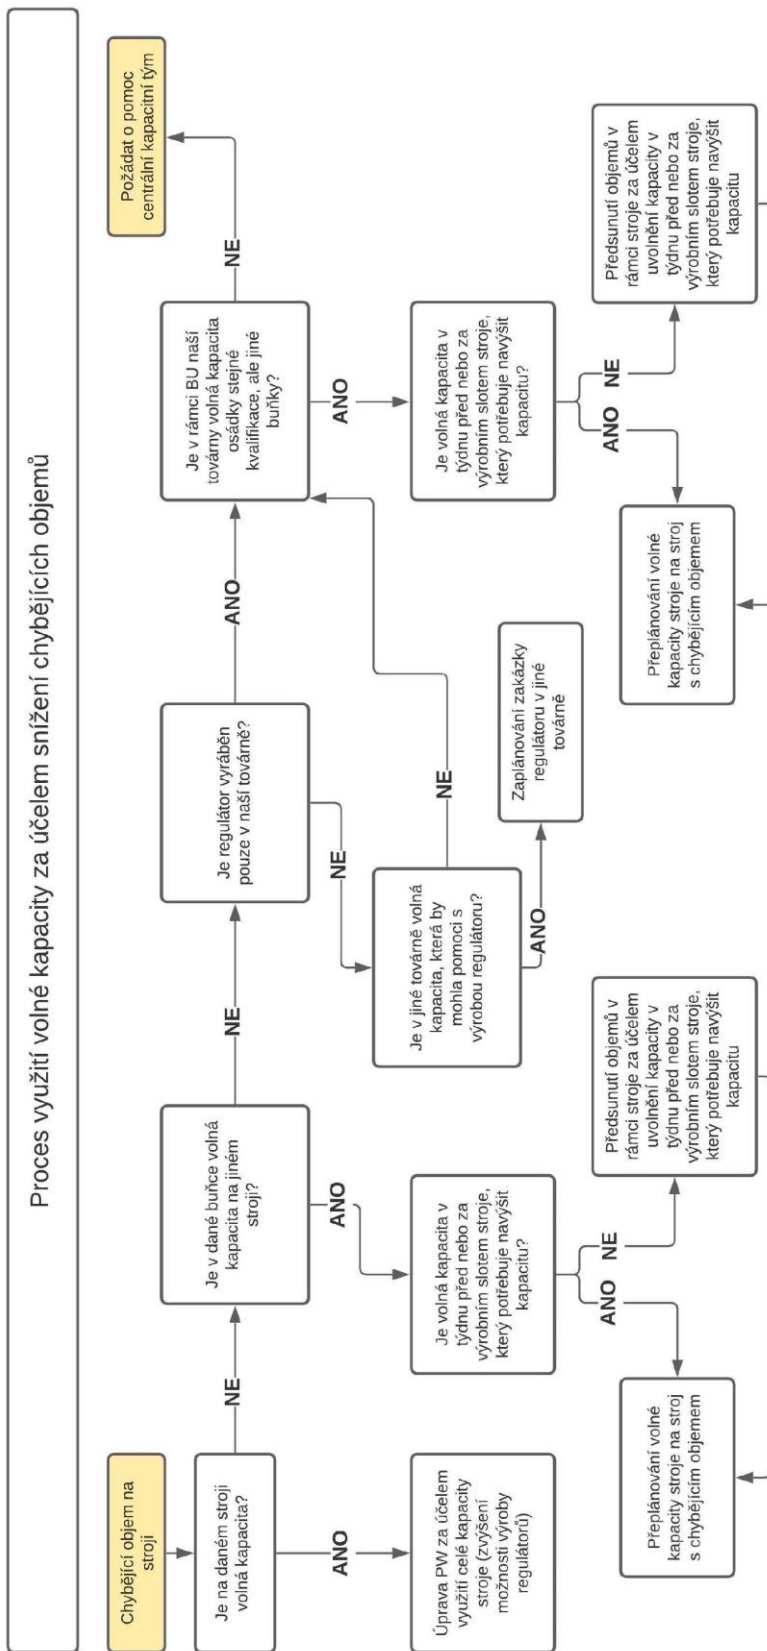 Proces využití volné kapacity za účelem snížení chybějících objemů
Chybějící objem na
stroji
Je na daném stroji
volná kapacita?
NE
ANO
Úprava PW za účelem
využití celé kapacity
stroje (zvýšení
možnosti výroby
regulátorů)
Je v dané buňce volná
kapacita na jiném
stroji?
NE
ANO
Je volná kapacita v
týdnu před nebo za
výrobním slotem stroje,
který potřebuje navýšit
kapacitu?
ANO
NE
Přeplánování volné
kapacity stroje na stroj
s chybějícím objemem
Předsunutí objemů v
rámci stroje za účelem
uvolnění kapacity v
týdnu před nebo za
výrobním slotem stroje,
který potřebuje navýšit
kapacitu
Je regulátor vyráběn
pouze v naší továrně?
ANO
NE
Je v jiné továrně volná
kapacita, která by
mohla pomoci s
výrobou regulátoru?
NE
ANO
Zaplánování zakázky
regulátoru v jiné
továrně
Je v rámci BU naší
továrny volná kapacita
osádky stejné
kvalifikace, ale jiné
buňky?
NE
Požádat o pomoc
centrální kapacitní tým
ANO
Je volná kapacita v
týdnu před nebo za
výrobním slotem stroje,
který potřebuje navýšit
kapacitu?
ANO
NE
Přeplánování volné
kapacity stroje na stroj
s chybějícím objemem
Předsunutí objemů v
rámci stroje za účelem
uvolnění kapacity v
týdnu před nebo za
výrobním slotem stroje,
který potřebuje navýšit
kapacitu